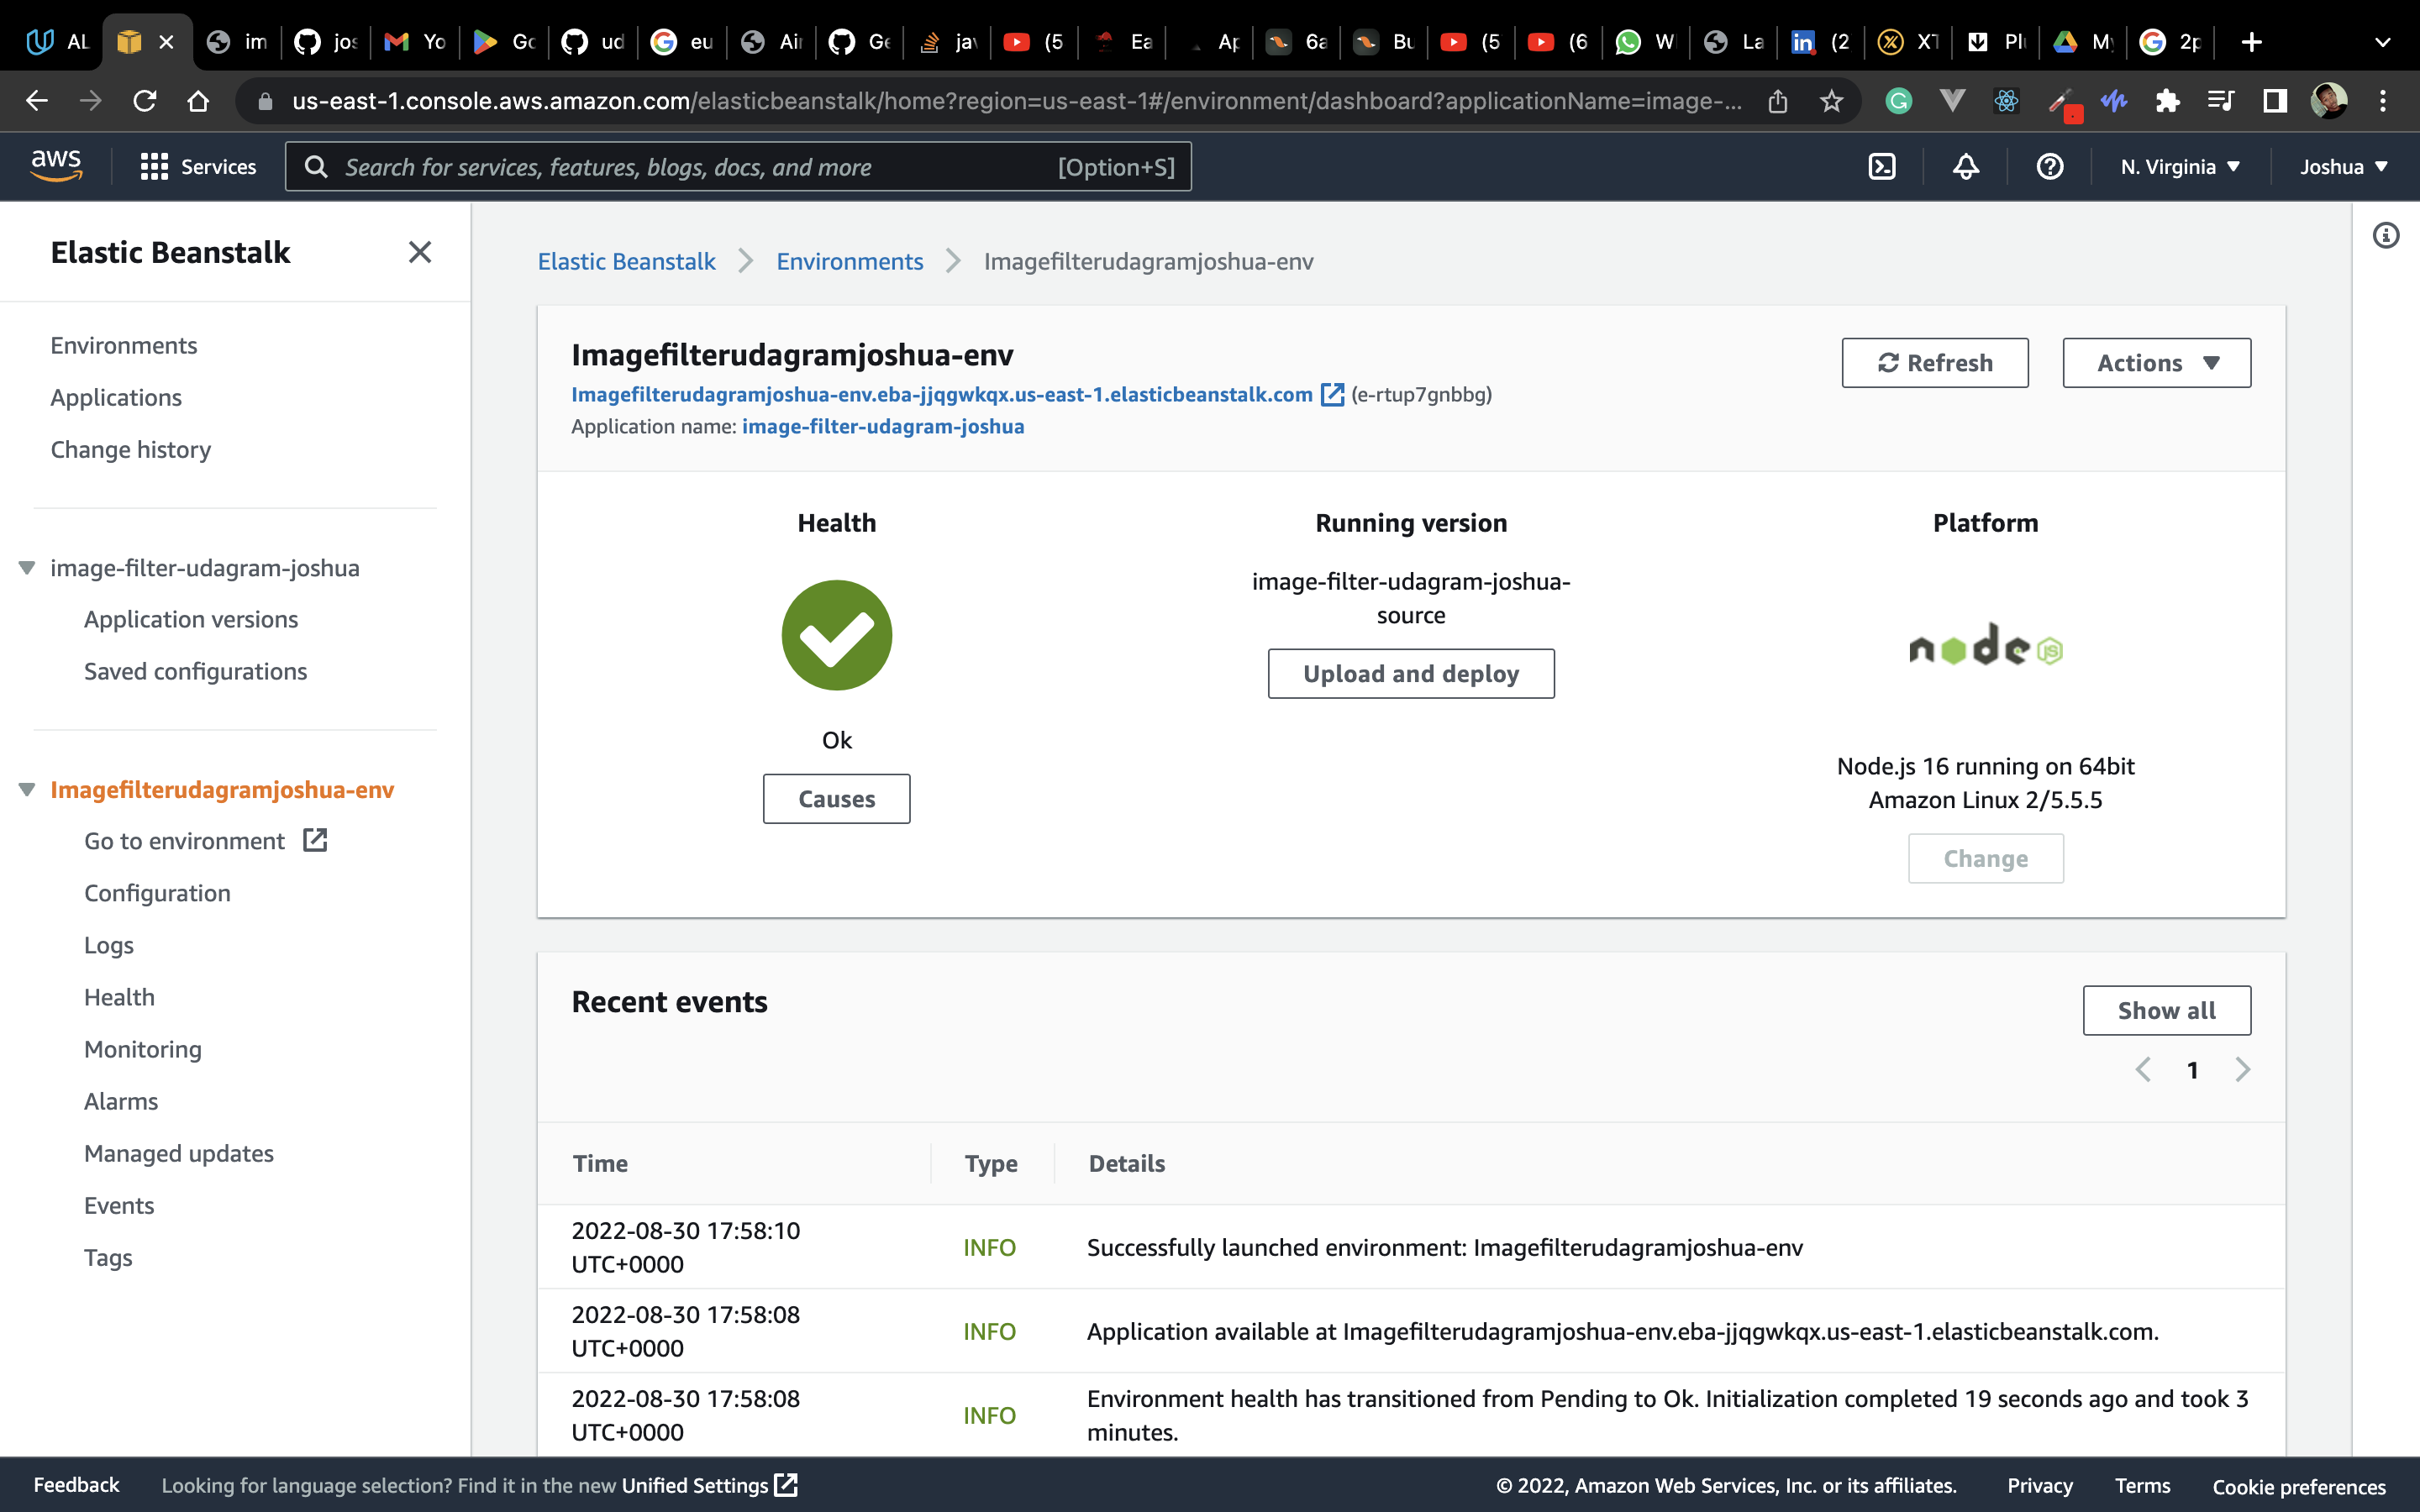 AL
im
jos
Yo
Go
ud
eu
Air
Ge
jav
(5
Ea
Ap
6a
Bu
(5
(6
W
La
(2
XT
Pl
My
2p
us-east-1.console.aws.amazon.com/elasticbeanstalk/home?region=us-east-1#/environment/dashboard?applicationName=image-...
aws
Services
Search for services, features, blogs, docs, and more
[Option+S]
N. Virginia
Joshua
Elastic Beanstalk
Environments
Applications
Change history
image-filter-udagram-joshua
Application versions
Saved configurations
Imagefilterudagramjoshua-env
Go to environment
Configuration
Logs
Health
Monitoring
Alarms
Managed updates
Events
Tags
Elastic Beanstalk
Environments
Imagefilterudagramjoshua-env
Imagefilterudagramjoshua-env
Imagefilterudagramjoshua-env.eba-jjqgwkqx.us-east-1.elasticbeanstalk.com (e-rtup7gnbbg)
Application name: image-filter-udagram-joshua
Refresh
Actions
Health
Ok
Causes
Running version
image-filter-udagram-joshua-
source
Upload and deploy
Platform
node JS
Node.js 16 running on 64bit
Amazon Linux 2/5.5.5
Change
Recent events
Show all
1
Time
Type
Details
2022-08-30 17:58:10
UTC+0000
INFO
Successfully launched environment: Imagefilterudagramjoshua-env
2022-08-30 17:58:08
UTC+0000
INFO
Application available at Imagefilterudagramjoshua-env.eba-jjqgwkqx.us-east-1.elasticbeanstalk.com.
2022-08-30 17:58:08
UTC+0000
INFO
Environment health has transitioned from Pending to Ok. Initialization completed 19 seconds ago and took 3
minutes.
Feedback
Looking for language selection? Find it in the new Unified Settings
© 2022, Amazon Web Services, Inc. or its affiliates.
Privacy
Terms
Cookie preferences